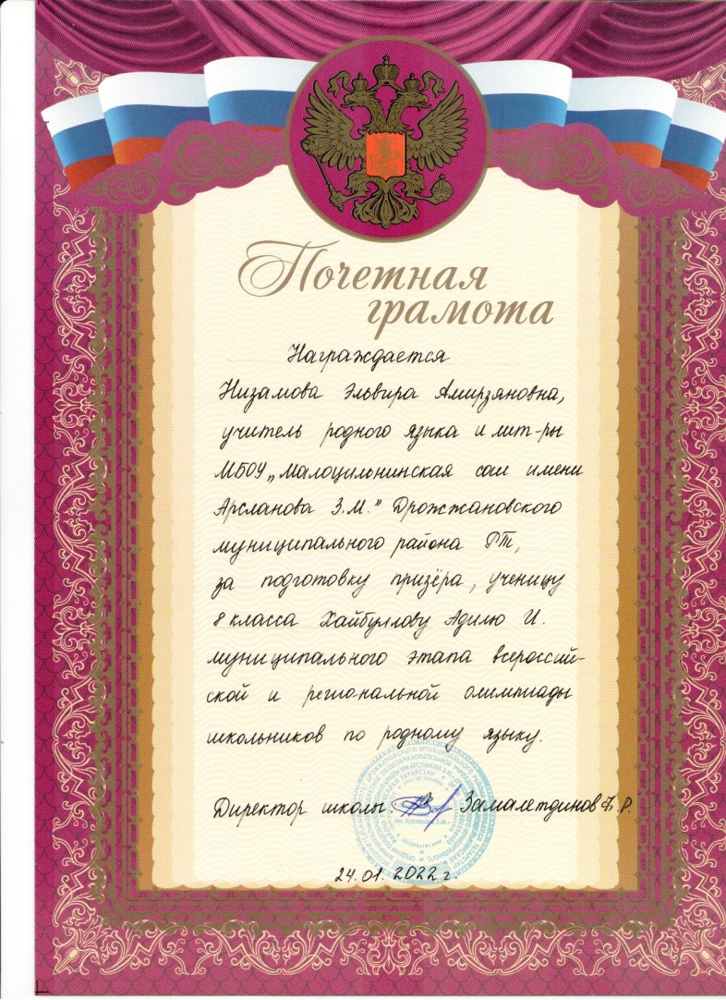 Почетная
грамота
Награждается
Низамова Эльвира Амирзяновна,
учитель родного языка и лит-ры
МБОУ „Малоцильнинская сош имени
Арсланова З.М.” Дрожжановского
муниципального района РТ,
за подготовку призёра, ученицу
8 класса Хайбуллову Адилю И.
муниципального этапа всероссий-
ской и региональной олимпиады
школьников по родному языку.
Директор школы: Замалетдинов Ф.Р.
24.01.2022 г.